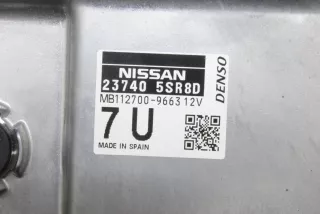 NISSAN
23740 5SR8D
MB112700-9663 12V
7U
MADE IN SPAIN
DENSO